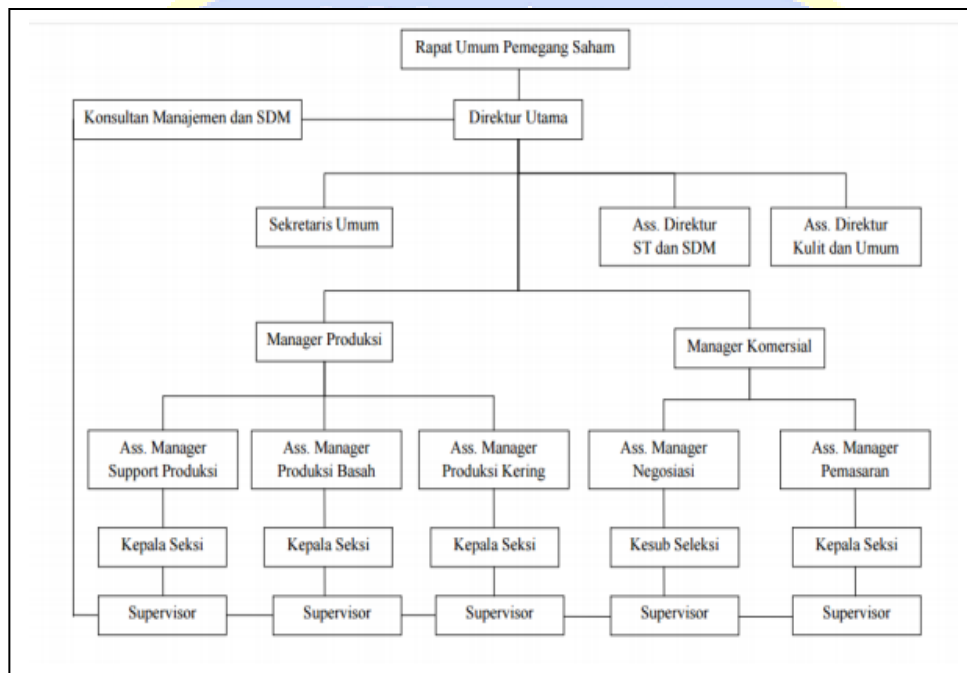 Rapat Umum Pemegang Saham
Konsultan Manajemen dan SDM
Direktur Utama
Sekretaris Umum
Ass. Direktur
ST dan SDM
Ass. Direktur
Kulit dan Umum
Manager Produksi
Manager Komersial
Ass. Manager
Support Produksi
Ass. Manager
Produksi Basah
Ass. Manager
Produksi Kering
Ass. Manager
Negosiasi
Ass. Manager
Pemasaran
Kepala Seksi
Kepala Seksi
Kepala Seksi
Kesub Seleksi
Kepala Seksi
Supervisor
Supervisor
Supervisor
Supervisor
Supervisor